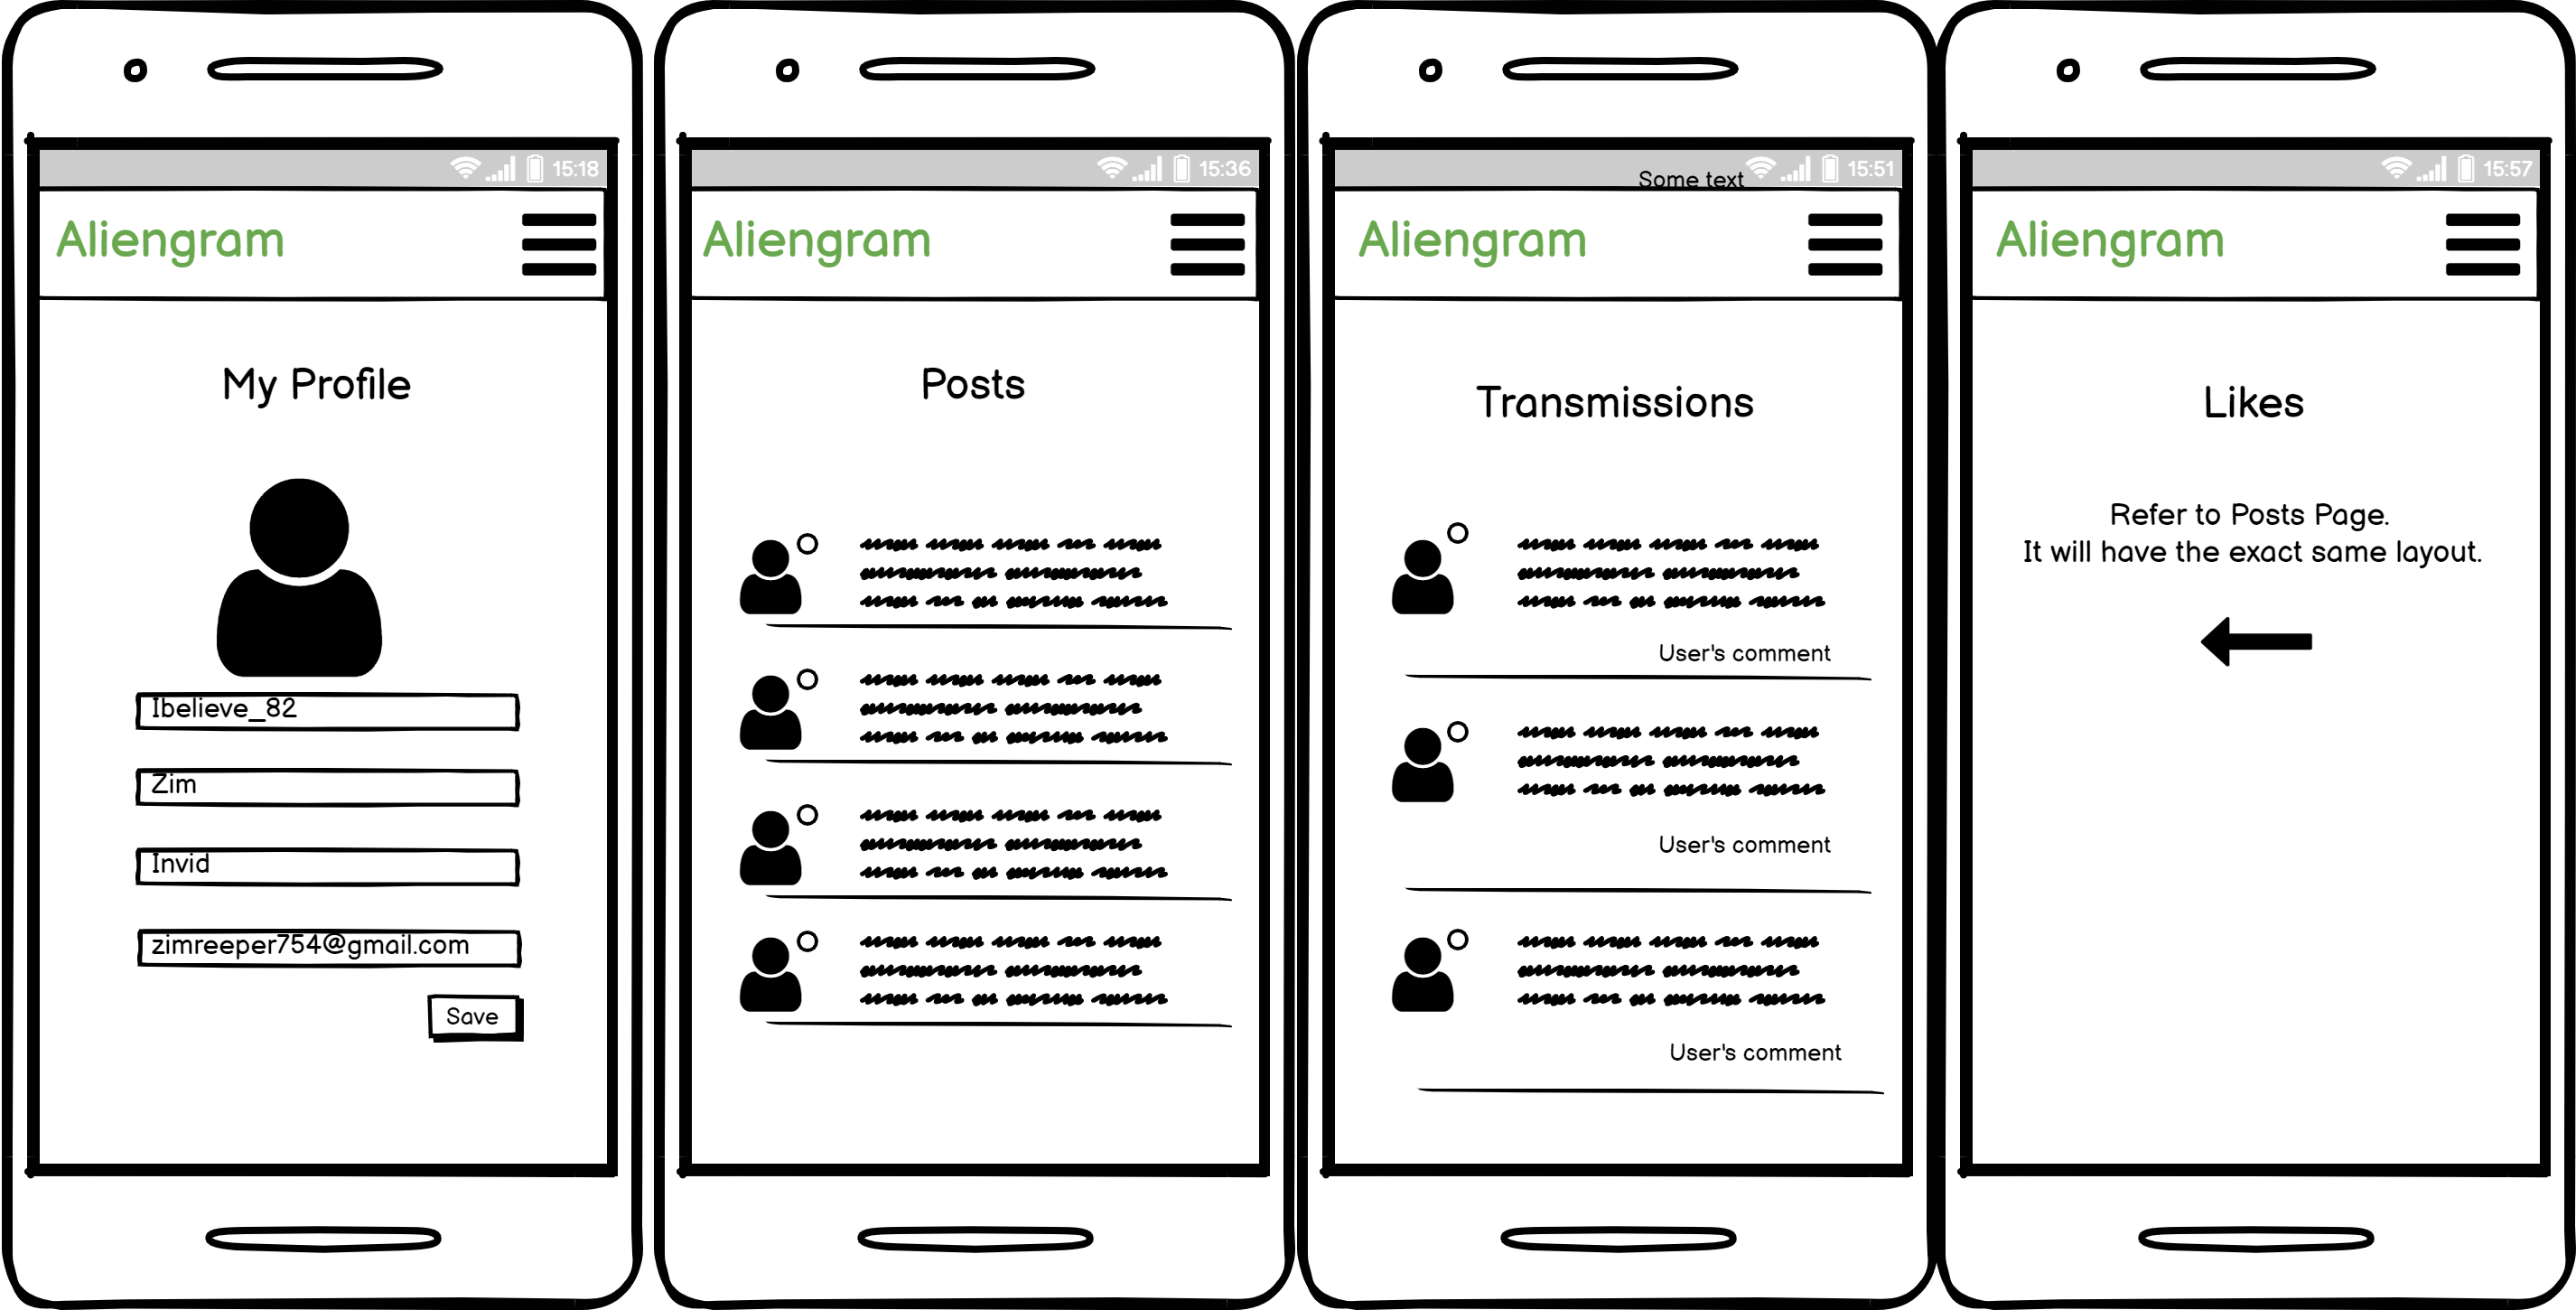 15:18
Aliengram
My Profile
Ibelieve_82
Zim
Invid
zimreeper754@gmail.com
Save
15:36
Aliengram
Posts
15:51
Some text
Aliengram
Transmissions
User's comment
User's comment
User's comment
15:57
Aliengram
Likes
Refer to Posts Page.
It will have the exact same layout.